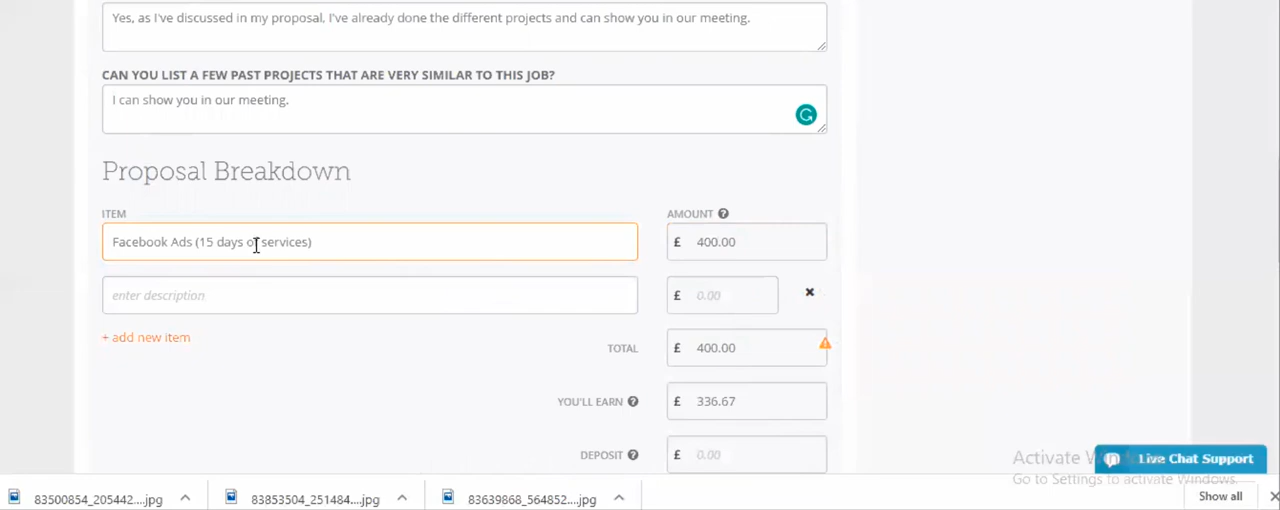 Yes, as I've discussed in my proposal, I've already done the different projects and can show you in our meeting.
CAN YOU LIST A FEW PAST PROJECTS THAT ARE VERY SIMILAR TO THIS JOB?
I can show you in our meeting.
Proposal Breakdown
ITEM
AMOUNT ?
Facebook Ads (15 days of services)
£ 400.00
enter description
£ 0.00
+ add new item
TOTAL
£ 400.00
YOU'LL EARN ?
£ 336.67
DEPOSIT ?
£ 0.00
Activate
Live Chat Support
Go to Settings to activate Windows.
83500854_205442....jpg
83853504_251484....jpg
83639868_564852....jpg
Show all